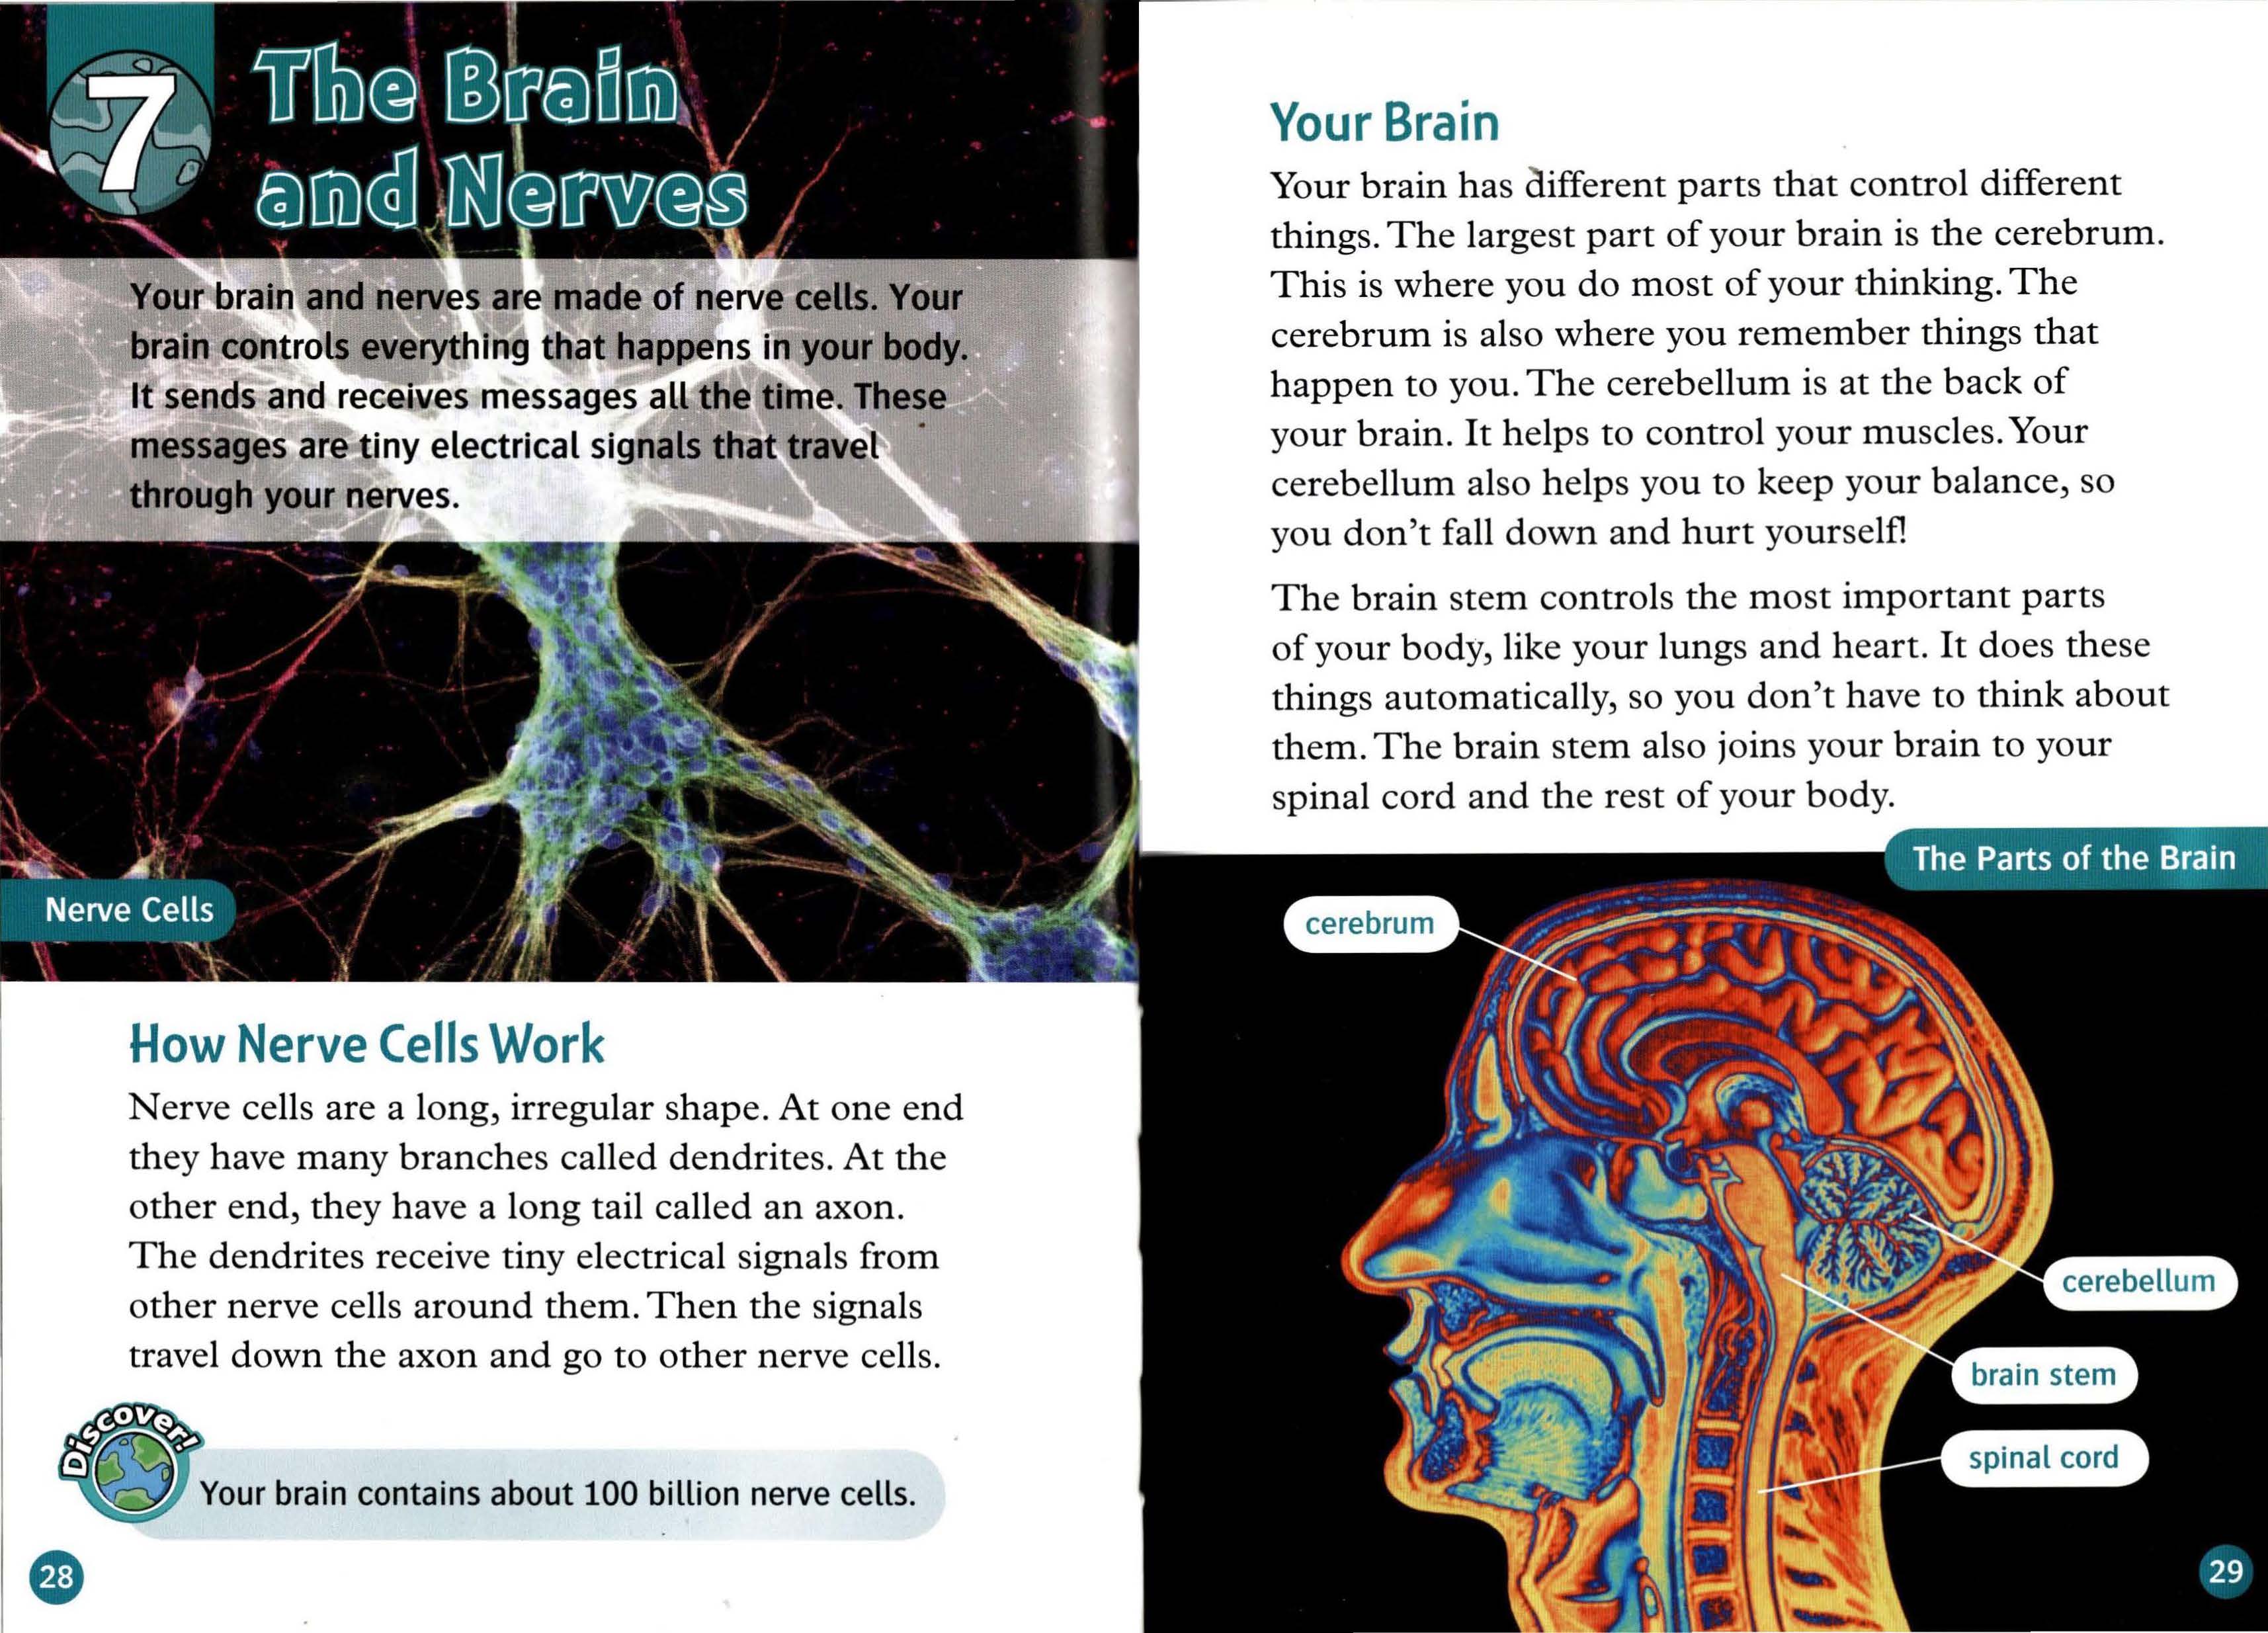 7
The Brain
and Nerves
Your brain and nerves are made of nerve cells. Your
brain controls everything that happens in your body.
It sends and receives messages all the time. These
messages are tiny electrical signals that travel
through your nerves.
Nerve Cells
How Nerve Cells Work
Nerve cells are a long, irregular shape. At one end
they have many branches called dendrites. At the
other end, they have a long tail called an axon.
The dendrites receive tiny electrical signals from
other nerve cells around them. Then the signals
travel down the axon and go to other nerve cells.
Discover!
Your brain contains about 100 billion nerve cells.
28
Your Brain
Your brain has different parts that control different
things. The largest part of your brain is the cerebrum.
This is where you do most of your thinking. The
cerebrum is also where you remember things that
happen to you. The cerebellum is at the back of
your brain. It helps to control your muscles. Your
cerebellum also helps you to keep your balance, so
you don't fall down and hurt yourself!
The brain stem controls the most important parts
of your body, like your lungs and heart. It does these
things automatically, so you don't have to think about
them. The brain stem also joins your brain to your
spinal cord and the rest of your body.
The Parts of the Brain
cerebrum
cerebellum
brain stem
spinal cord
29